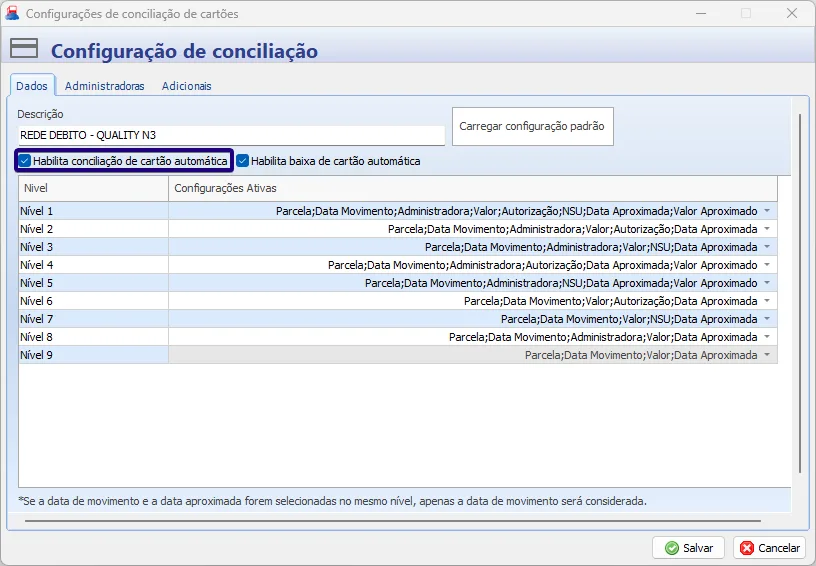 Configurações de conciliação de cartões
Configuração de conciliação
Dados Administradoras Adicionais
Descrição
REDE DEBITO - QUALITY N3
Carregar configuração padrão
Habilita conciliação de cartão automática Habilita baixa de cartão automática
Nivel Configurações Ativas
Nível 1 Parcela;Data Movimento;Administradora;Valor;Autorização;NSU;Data Aproximada;Valor Aproximado
Nível 2 Parcela;Data Movimento;Administradora;Valor;Autorização;Data Aproximada
Nível 3 Parcela;Data Movimento;Administradora;Valor;NSU;Data Aproximada
Nível 4 Parcela;Data Movimento;Administradora;Autorização;Data Aproximada;Valor Aproximado
Nível 5 Parcela;Data Movimento;Administradora;NSU;Data Aproximada;Valor Aproximado
Nível 6 Parcela;Data Movimento;Valor;Autorização;Data Aproximada
Nível 7 Parcela;Data Movimento;Valor;NSU;Data Aproximada
Nível 8 Parcela;Data Movimento;Administradora;Valor;Data Aproximada
Nível 9 Parcela;Data Movimento;Valor;Data Aproximada
*Se a data de movimento e a data aproximada forem selecionadas no mesmo nível, apenas a data de movimento será considerada.
Salvar Cancelar